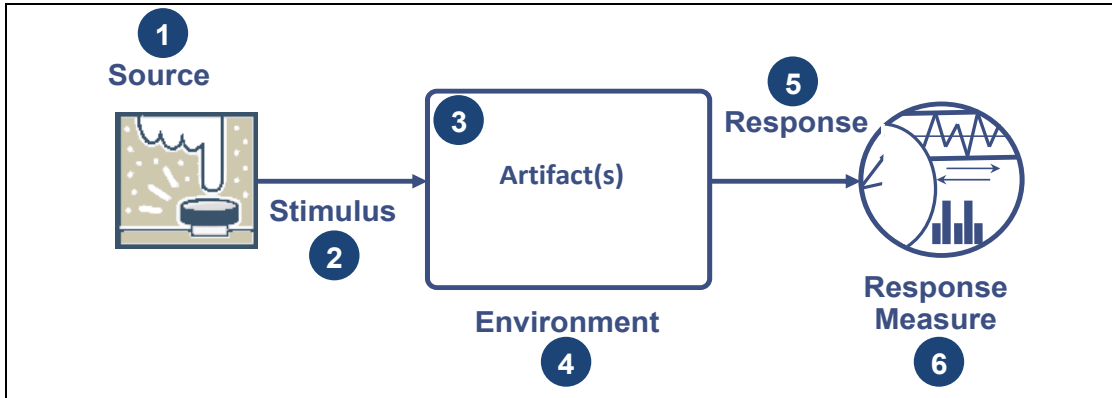 1
Source
Stimulus
2
3
Artifact(s)
Environment
4
5
Response
Response
Measure
6